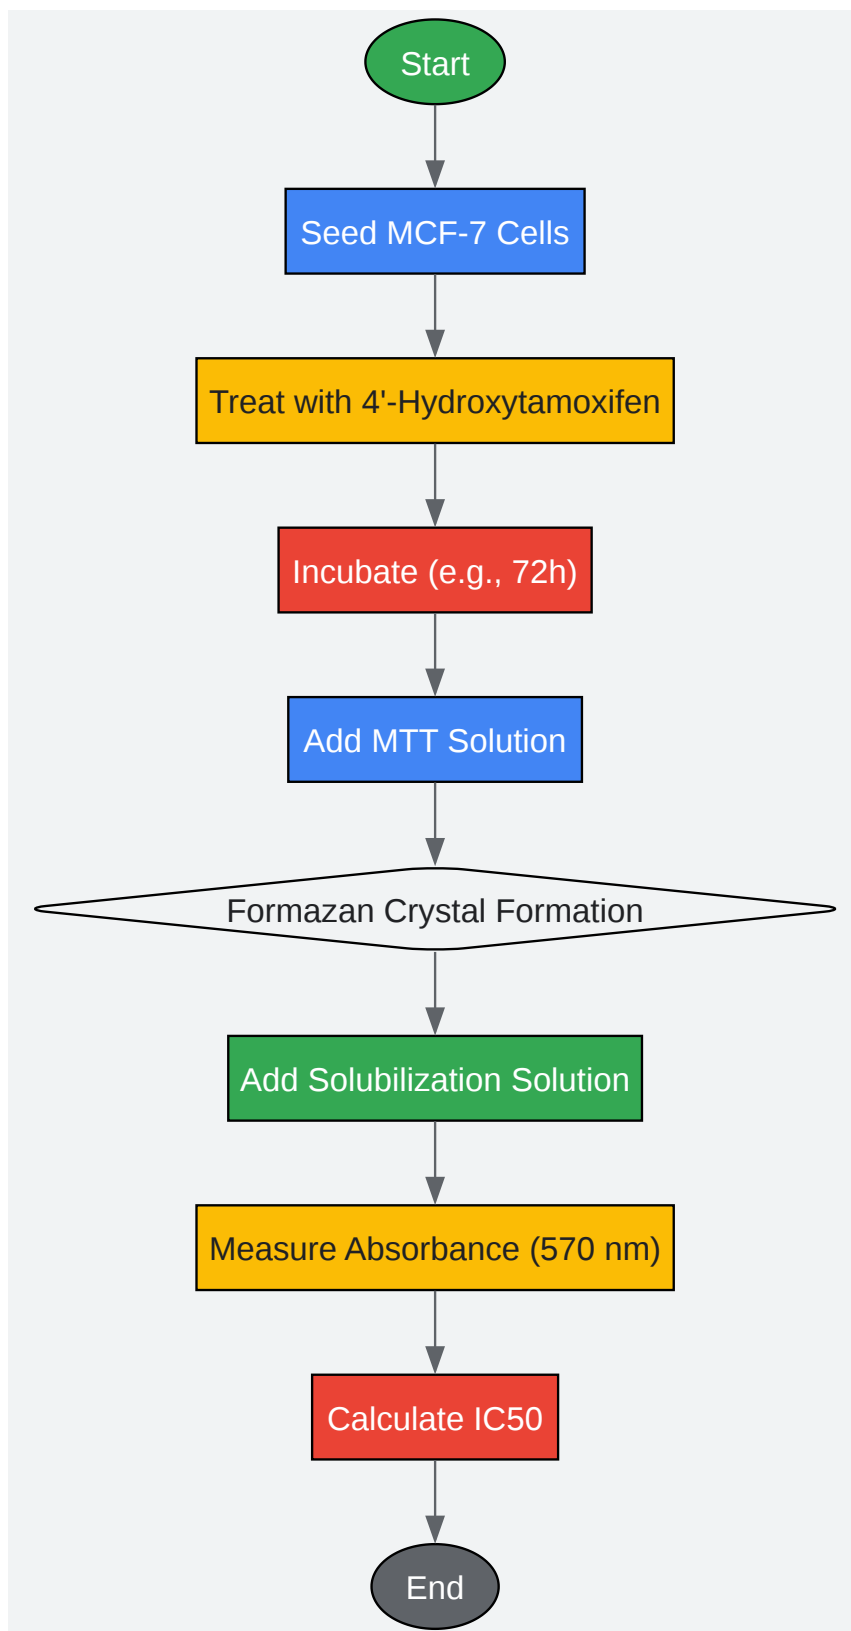 Start
Seed MCF-7 Cells
Treat with 4'-Hydroxytamoxifen
Incubate (e.g., 72h)
Add MTT Solution
Formazan Crystal Formation
Add Solubilization Solution
Measure Absorbance (570 nm)
Calculate IC50
End